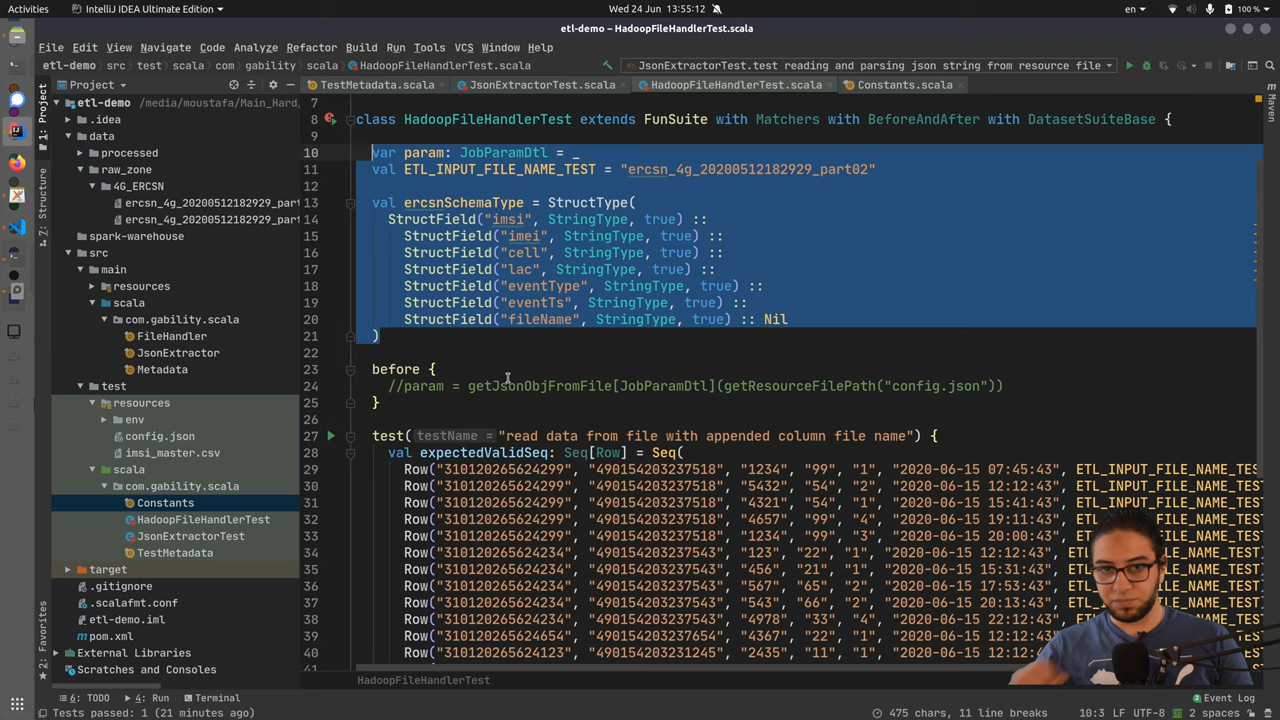 Activities
IntelliJ IDEA Ultimate Edition
Wed 24 Jun 13:55:12
en
100 %
etl-demo – HadoopFileHandlerTest.scala
File Edit View Navigate Code Analyze Refactor Build Run Tools VCS Window Help
etl-demo › src › test › scala › com › gability › scala › HadoopFileHandlerTest.scala
JsonExtractorTest.test reading and parsing json string from resource file
Project
TestMetadata.scala
JsonExtractorTest.scala
HadoopFileHandlerTest.scala
Constants.scala
1: Project
7: Structure
2: Favorites
Maven
etl-demo /media/moustafa/Main_Hard_
.idea
data
processed
raw_zone
4G_ERCSN
ercsn_4g_20200512182929_part
ercsn_4g_20200512182929_part
spark-warehouse
src
main
resources
scala
com.gability.scala
FileHandler
JsonExtractor
Metadata
test
resources
env
config.json
imsi_master.csv
scala
com.gability.scala
Constants
HadoopFileHandlerTest
JsonExtractorTest
TestMetadata
target
.gitignore
.scalafmt.conf
etl-demo.iml
pom.xml
External Libraries
Scratches and Consoles
7
8 class HadoopFileHandlerTest extends FunSuite with Matchers with BeforeAndAfter with DatasetSuiteBase {
9
10 var param: JobParamDtl = _
11 val ETL_INPUT_FILE_NAME_TEST = "ercsn_4g_20200512182929_part02"
12
13 val ercsnSchemaType = StructType(
14 StructField("imsi", StringType, true) ::
15 StructField("imei", StringType, true) ::
16 StructField("cell", StringType, true) ::
17 StructField("lac", StringType, true) ::
18 StructField("eventType", StringType, true) ::
19 StructField("eventTs", StringType, true) ::
20 StructField("fileName", StringType, true) :: Nil
21 )
22
23 before {
24 //param = getJsonObjFromFile[JobParamDtl](getResourceFilePath("config.json"))
25 }
26
27 test( testName = "read data from file with appended column file name") {
28 val expectedValidSeq: Seq[Row] = Seq(
29 Row("310120265624299", "490154203237518", "1234", "99", "1", "2020-06-15 07:45:43", ETL_INPUT_FILE_NAME_TES
30 Row("310120265624299", "490154203237518", "5432", "54", "2", "2020-06-15 12:12:43", ETL_INPUT_FILE_NAME_TEST
31 Row("310120265624299", "490154203237518", "4321", "54", "1", "2020-06-15 15:41:43", ETL_INPUT_FILE_NAME_TEST
32 Row("310120265624299", "490154203237518", "4657", "99", "4", "2020-06-15 19:11:43", ETL_INPUT_FILE_NAME_TEST
33 Row("310120265624299", "490154203237518", "4633", "99", "3", "2020-06-15 20:00:43", ETL_INPUT_FILE_NAME_TEST
34 Row("310120265624234", "490154203237543", "123", "22", "1", "2020-06-15 12:12:43", ETL
35 Row("310120265624234", "490154203237543", "456", "21", "1", "2020-06-15 15:31:43", ETL
36 Row("310120265624234", "490154203237543", "567", "65", "2", "2020-06-15 17:53:43", ETL_
37 Row("310120265624234", "490154203237543", "543", "66", "2", "2020-06-15 20:13:43", ETL_
38 Row("310120265624234", "490154203237543", "4978", "33", "4", "2020-06-15 22:12:43",
39 Row("310120265624654", "490154203237654", "4367", "22", "1", "2020-06-15 12:12:43",
40 Row("310120265624123", "490154203231245", "2435", "11", "1", "2020-06-15 12:12:43",
41
HadoopFileHandlerTest
6: TODO 4: Run Terminal
Event Log
Tests passed: 1 (21 minutes ago)
475 chars, 11 line breaks 10:3 LF UTF-8 2 spaces